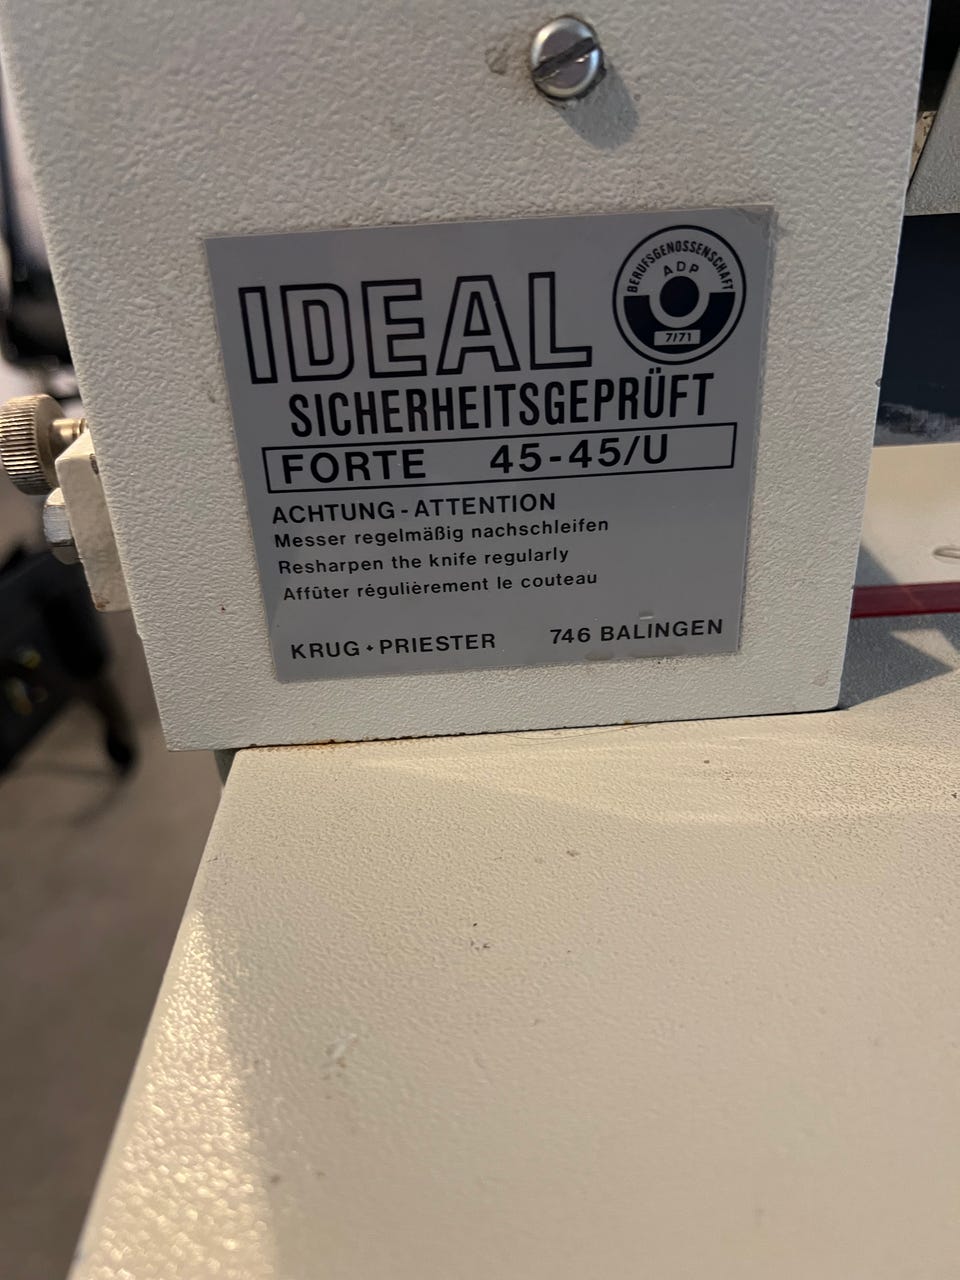 IDEAL
BERUFSGENOSSENSCHAFT
ADP
7/71
SICHERHEITSGEPRÜFT
FORTE 45-45/U
ACHTUNG - ATTENTION
Messer regelmäßig nachschleifen
Resharpen the knife regularly
Affûter régulièrement le couteau
KRUG + PRIESTER 746 BALINGEN